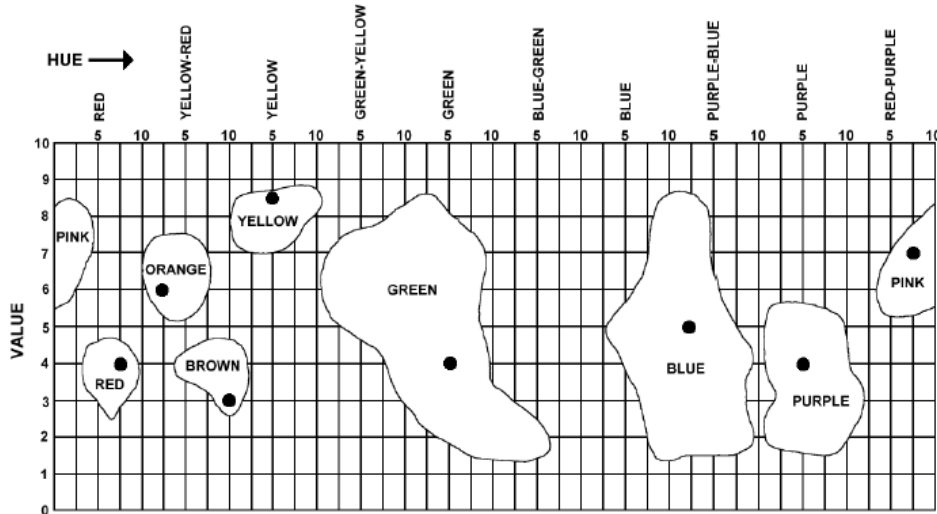 HUE
RED
YELLOW-RED
YELLOW
GREEN-YELLOW
GREEN
BLUE-GREEN
BLUE
PURPLE-BLUE
PURPLE
RED-PURPLE
5 10 5 10 5 10 5 10 5 10 5 10 5 10 5 10 5 10 5 10
VALUE
10
9
8
7
6
5
4
3
2
1
0
PINK
ORANGE
YELLOW
RED
BROWN
GREEN
BLUE
PURPLE
PINK